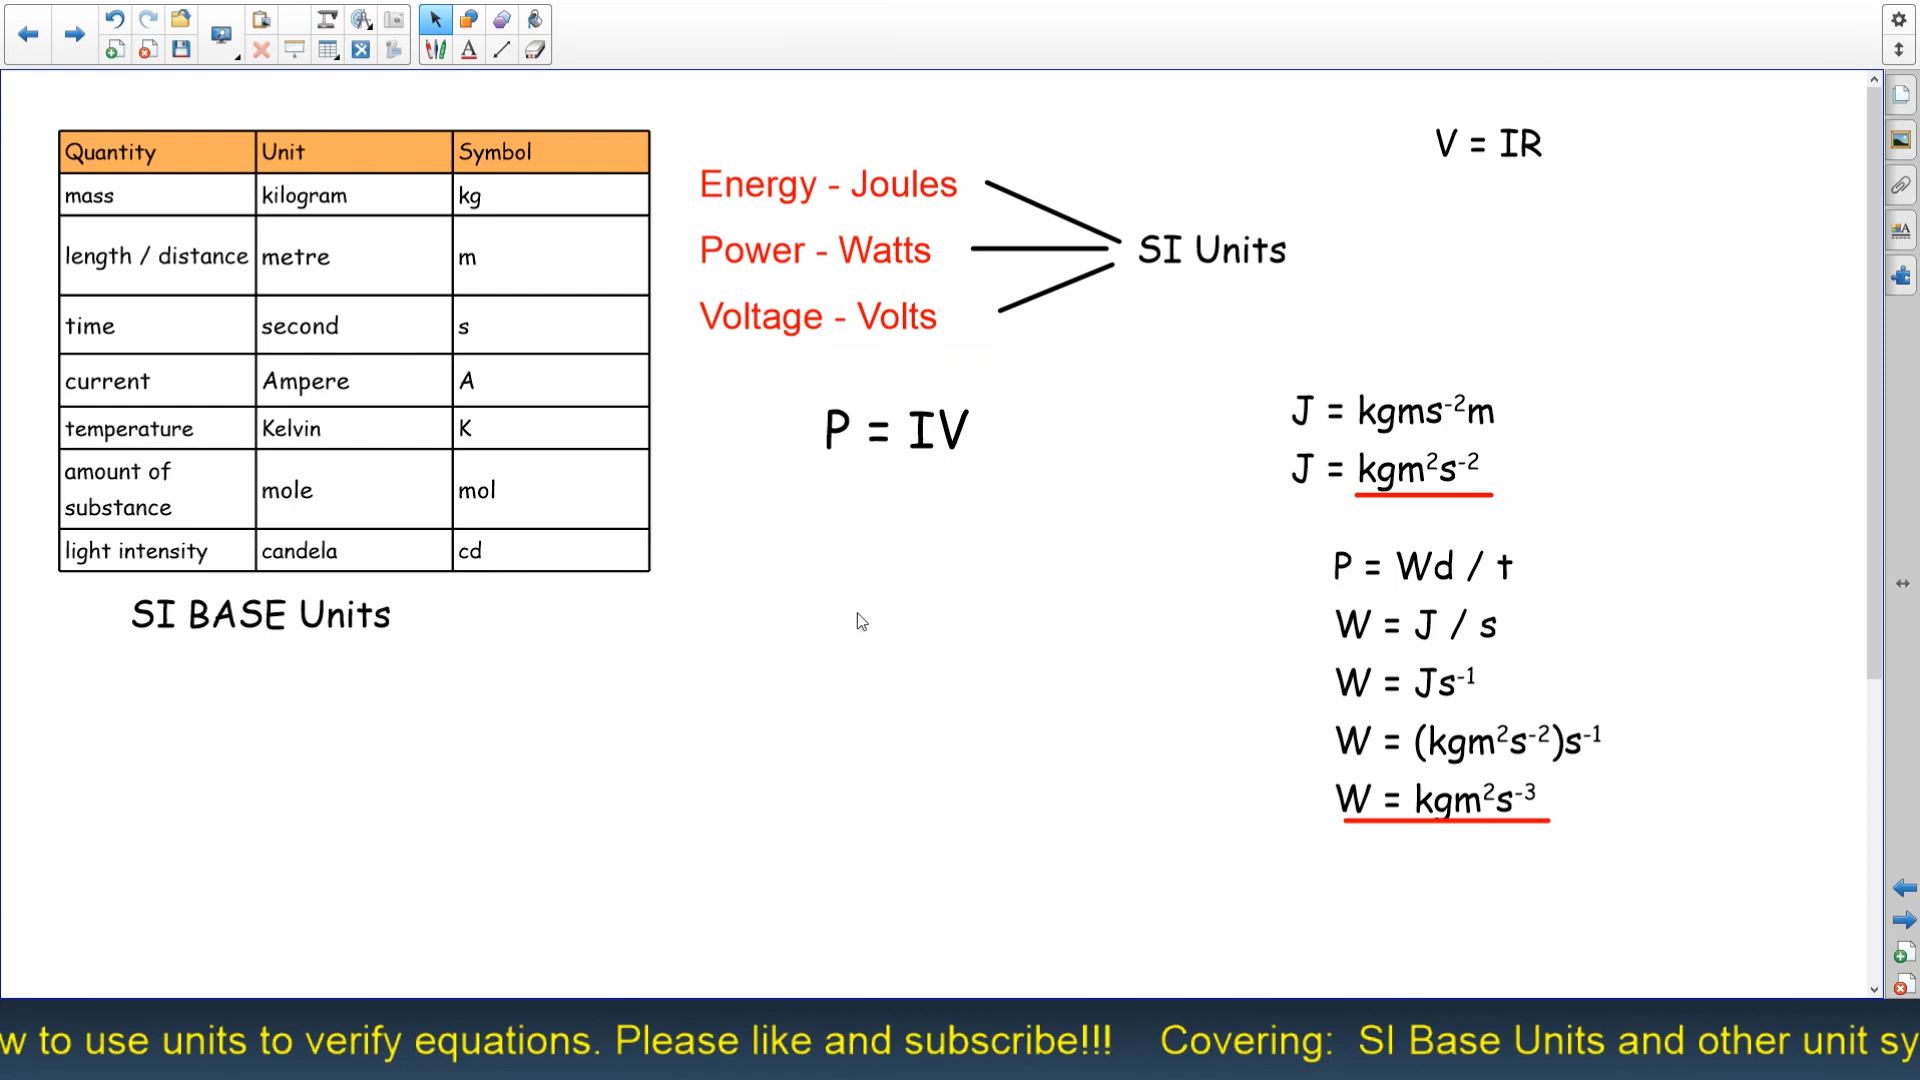 Quantity Unit Symbol
mass kilogram kg
length / distance metre m
time second s
current Ampere A
temperature Kelvin K
amount of substance mole mol
light intensity candela cd
SI BASE Units
Energy - Joules
Power - Watts
Voltage - Volts
SI Units
V = IR
P = IV
J = kgms⁻²m
J = kgm²s⁻²
P = Wd / t
W = J / s
W = Js⁻¹
W = (kgm²s⁻²)s⁻¹
W = kgm²s⁻³
w to use units to verify equations. Please like and subscribe!!! Covering: SI Base Units and other unit sy